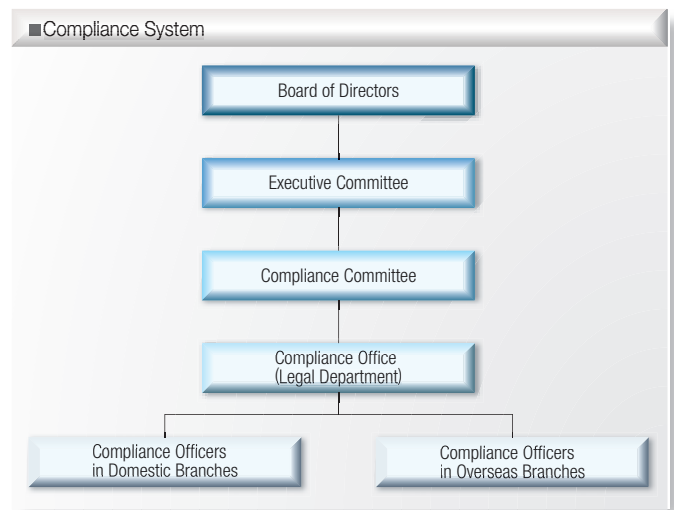 ■Compliance System
Board of Directors
Executive Committee
Compliance Committee
Compliance Office
(Legal Department)
Compliance Officers
in Domestic Branches
Compliance Officers
in Overseas Branches